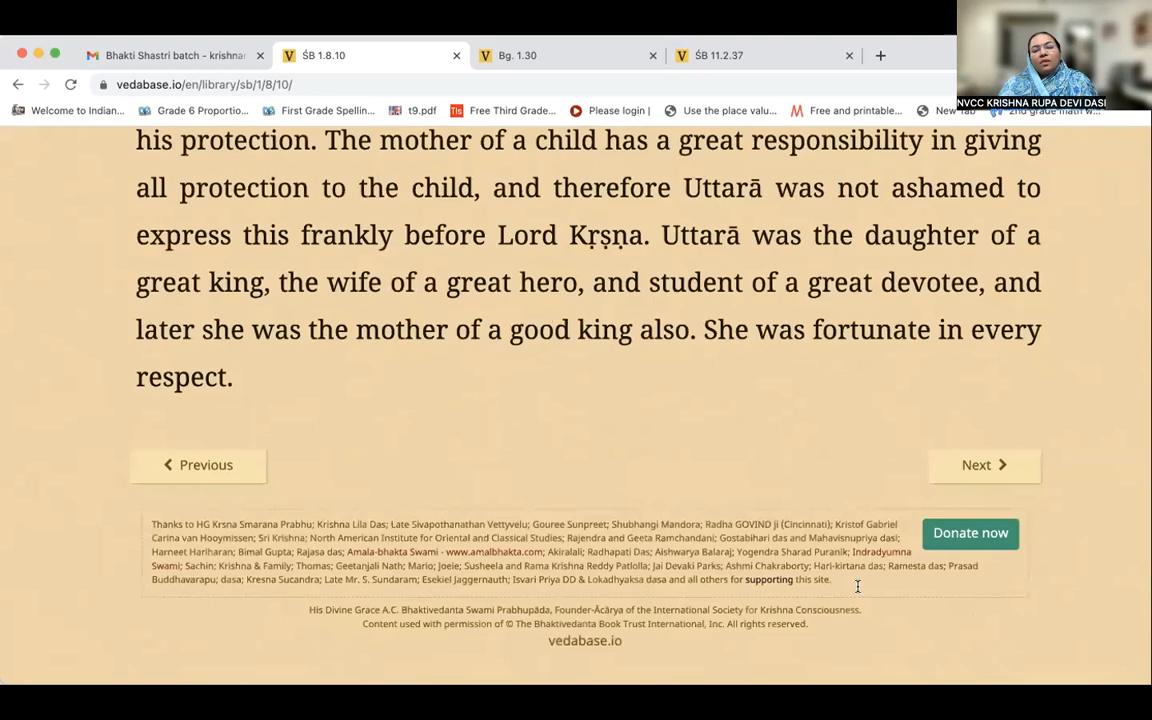 Bhakti Shastri batch - krishna
ŚB 1.8.10
Bg. 1.30
ŚB 11.2.37
vedabase.io/en/library/sb/1/8/10/
NVCC KRISHNA RUPA DEVI DASI
Welcome to Indian...
Grade 6 Proportio...
First Grade Spellin...
t9.pdf
Free Third Grade...
Please login |
Use the place valu...
Free and printable...
New Tab
2nd grade math w...
his protection. The mother of a child has a great responsibility in giving
all protection to the child, and therefore Uttarā was not ashamed to
express this frankly before Lord Kṛṣṇa. Uttarā was the daughter of a
great king, the wife of a great hero, and student of a great devotee, and
later she was the mother of a good king also. She was fortunate in every
respect.
Previous
Next
Thanks to HG Krsna Smarana Prabhu; Krishna Lila Das; Late Sivapothanathan Vettyvelu; Gouree Sunpreet; Shubhangi Mandora; Radha GOVIND ji (Cincinnati); Kristof Gabriel
Carina van Hooymissen; Sri Krishna; North American Institute for Oriental and Classical Studies; Rajendra and Geeta Ramchandani; Gostabihari das and Mahavisnupriya dasi;
Harneet Hariharan; Bimal Gupta; Rajasa das; Amala-bhakta Swami - www.amalbhakta.com; Akiralali; Radhapati Das; Aishwarya Balaraj; Yogendra Sharad Puranik; Indradyumna
Swami; Sachin; Krishna & Family; Thomas; Geetanjali Nath; Mario; Joeie; Susheela and Rama Krishna Reddy Patlolla; Jai Devaki Parks; Ashmi Chakraborty; Hari-kirtana das; Ramesta das; Prasad
Buddhavarapu; dasa; Kresna Sucandra; Late Mr. S. Sundaram; Esekiel Jaggernauth; Isvari Priya DD & Lokadhyaksa dasa and all others for supporting this site.
Donate now
His Divine Grace A.C. Bhaktivedanta Swami Prabhupāda, Founder-Ācārya of the International Society for Krishna Consciousness.
Content used with permission of © The Bhaktivedanta Book Trust International, Inc. All rights reserved.
vedabase.io